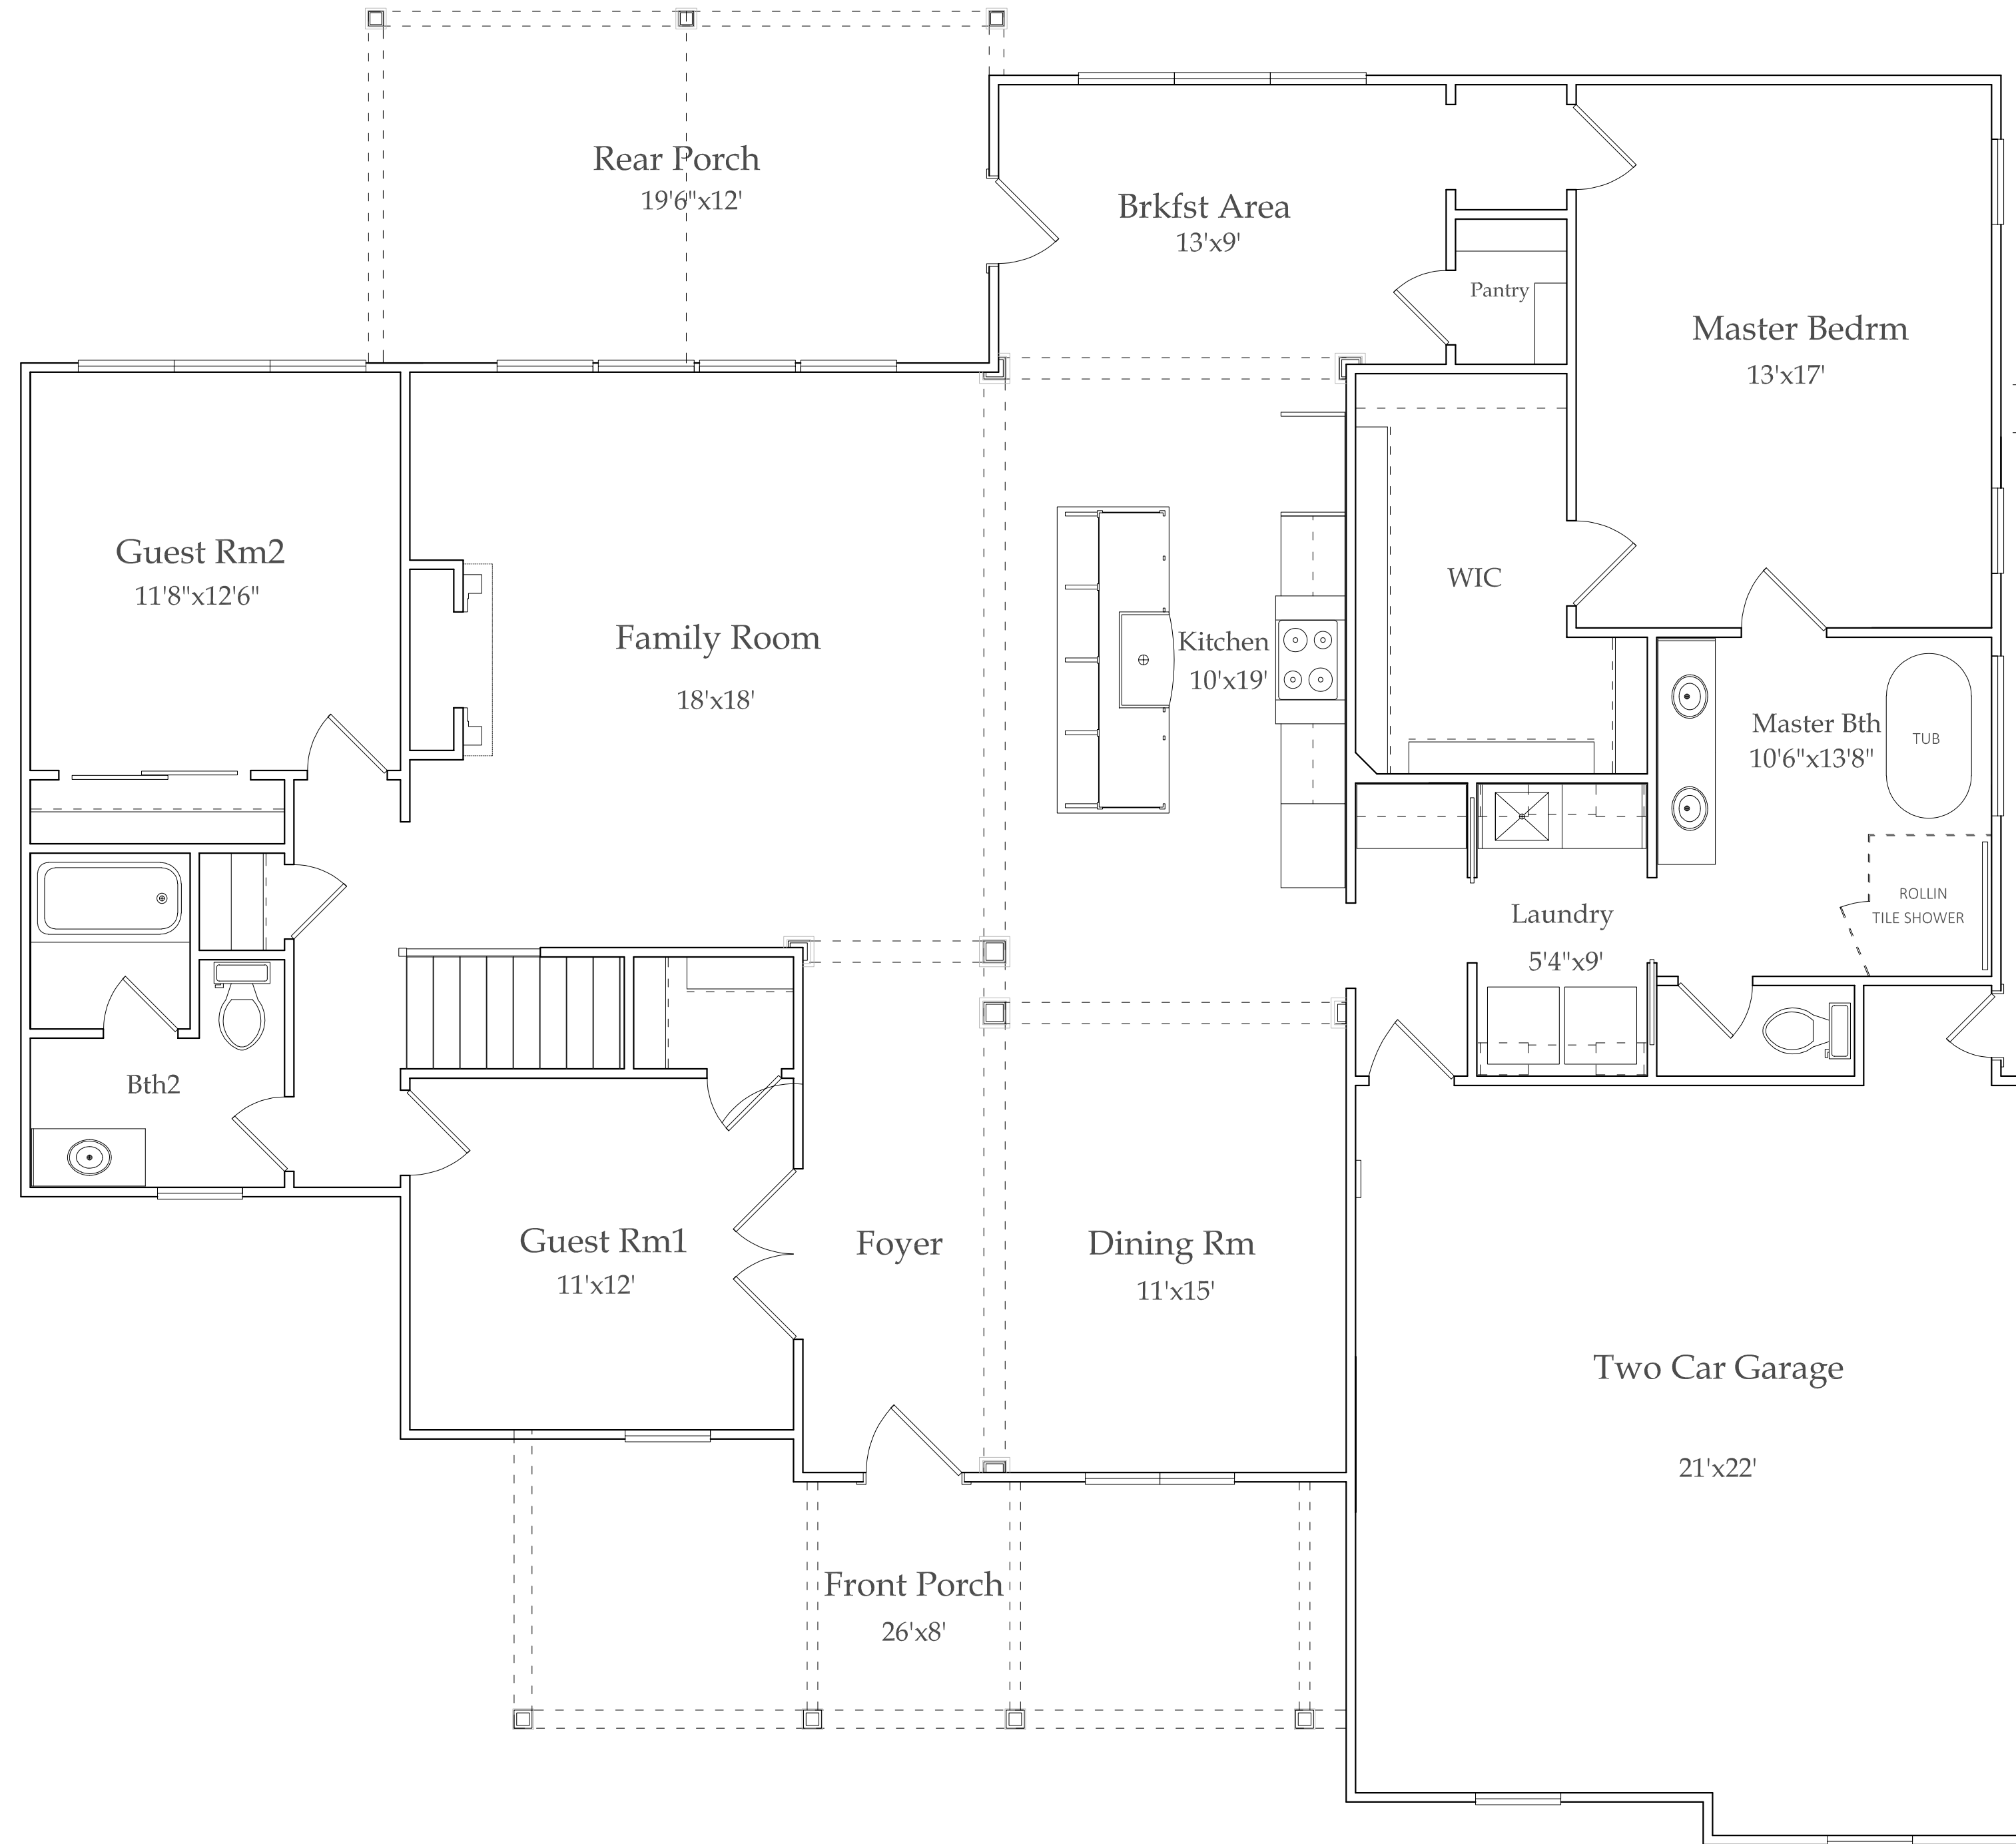 Rear Porch
19'6"x12'
Brkfst Area
13'x9'
Pantry
Master Bedrm
13'x17'
Guest Rm2
11'8"x12'6"
Family Room
18'x18'
Kitchen
10'x19'
WIC
Master Bth
10'6"x13'8"
TUB
ROLLIN
TILE SHOWER
Laundry
5'4"x9'
Bth2
Guest Rm1
11'x12'
Foyer
Dining Rm
11'x15'
Two Car Garage
21'x22'
Front Porch
26'x8'